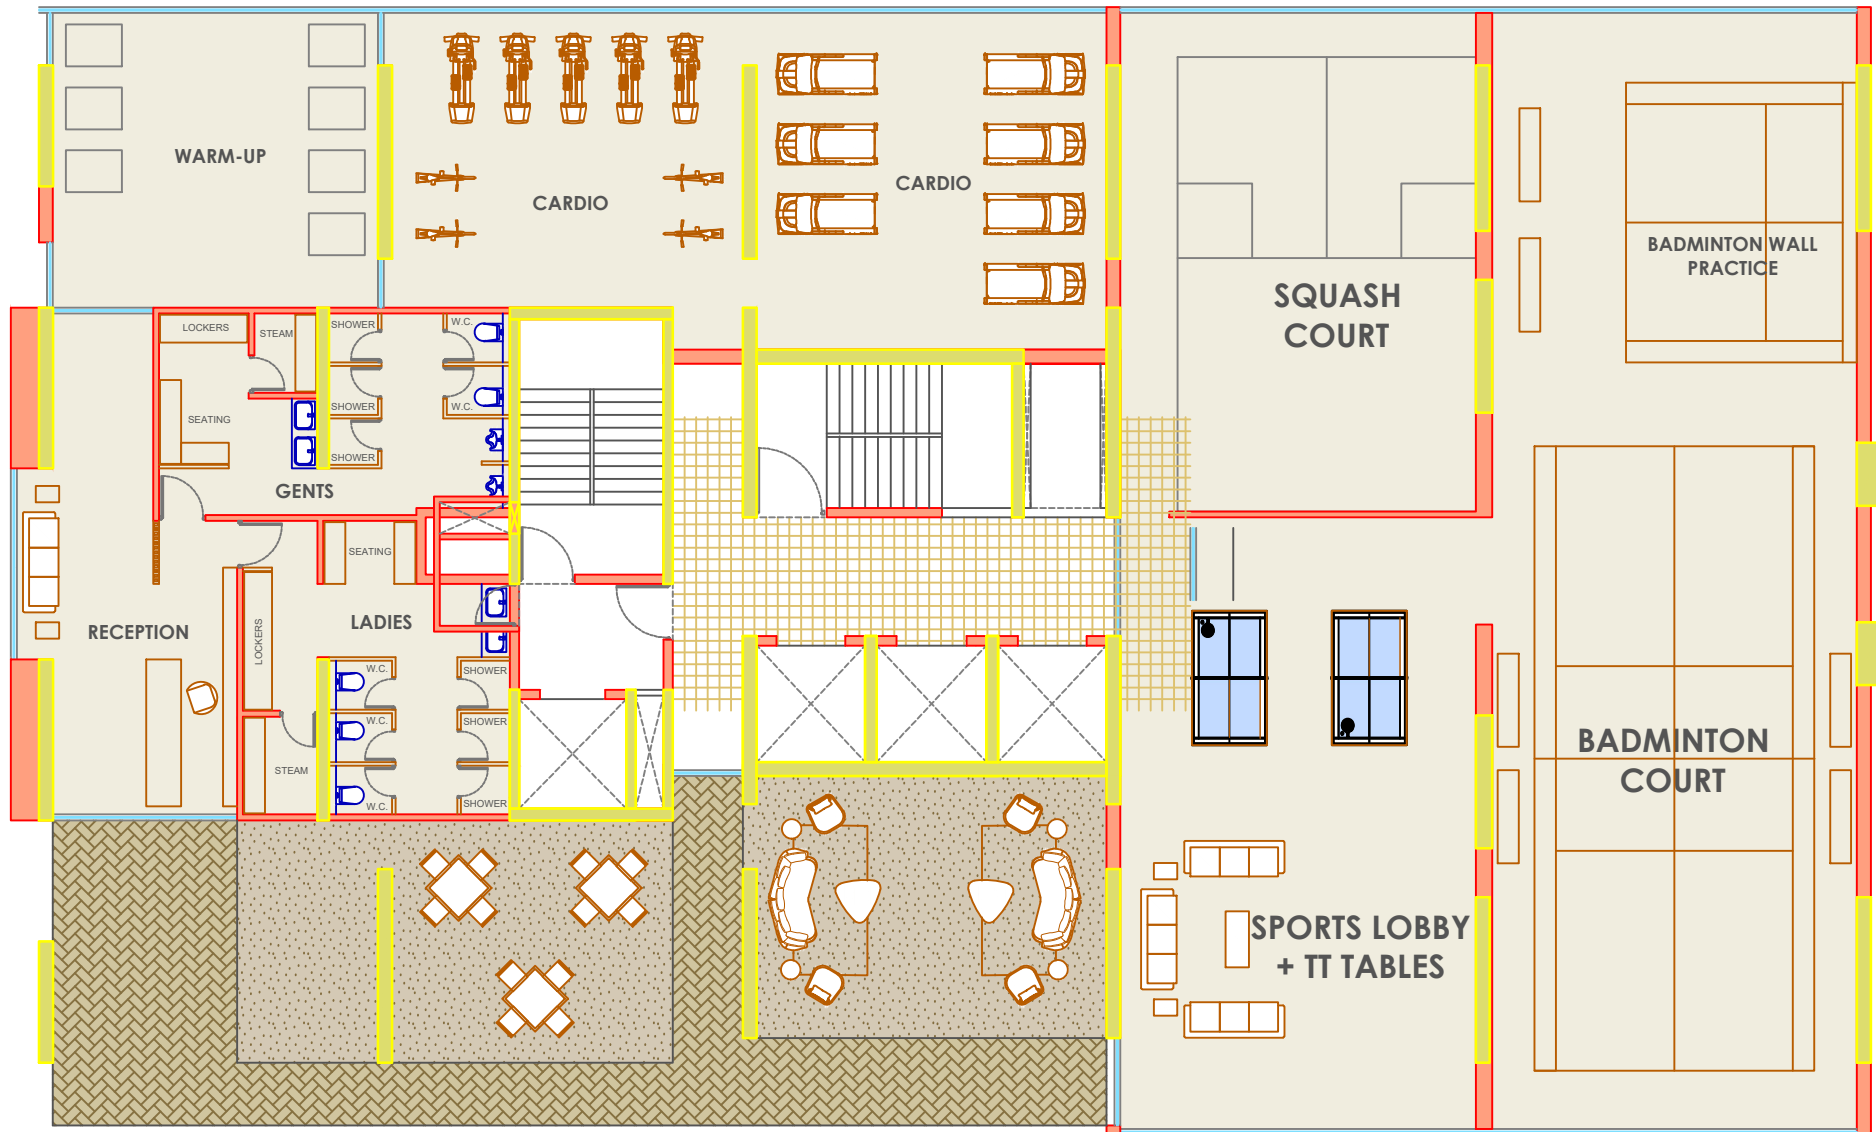 WARM-UP
CARDIO
CARDIO
SQUASH
COURT
BADMINTON WALL
PRACTICE
LOCKERS
STEAM
SHOWER
W.C.
SEATING
SHOWER
W.C.
SHOWER
GENTS
SEATING
RECEPTION
LOCKERS
LADIES
W.C.
SHOWER
W.C.
SHOWER
STEAM
W.C.
SHOWER
BADMINTON
COURT
SPORTS LOBBY
+ TT TABLES